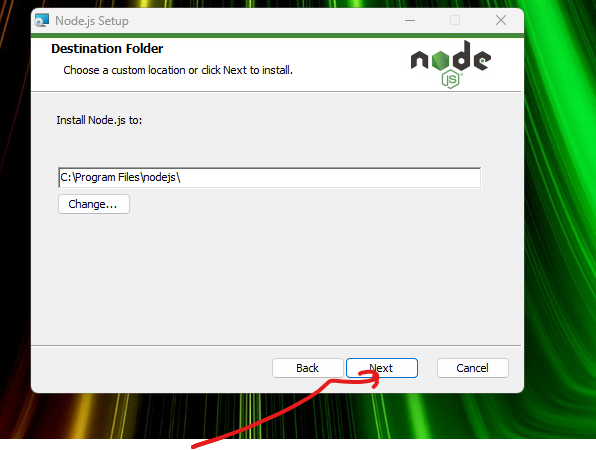 Node.js Setup
Destination Folder
Choose a custom location or click Next to install.
node
JS
Install Node.js to:
C:\Program Files\nodejs\
Change...
Back Next Cancel